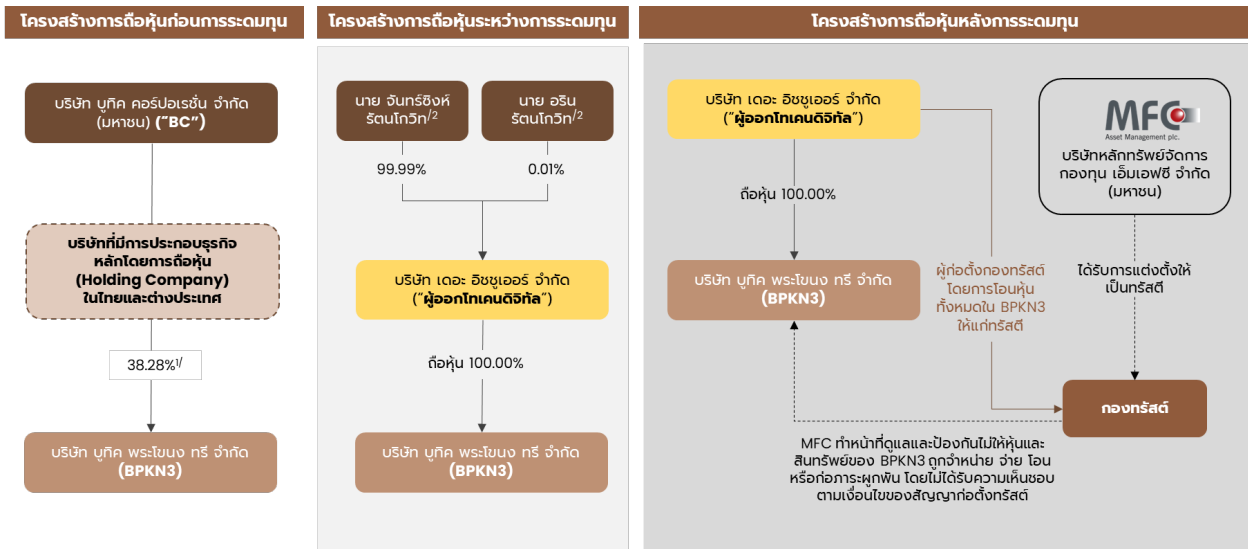 โครงสร้างการถือหุ้นก่อนการระดมทุน
บริษัท บูทิค คอร์ปอเรชั่น จำกัด
(มหาชน) (“BC”)
บริษัทที่มีการประกอบธุรกิจ
หลักโดยการถือหุ้น
(Holding Company)
ในไทยและต่างประเทศ
38.28%1/
บริษัท บูทิค พระโขนง ทรี จำกัด
(BPKN3)
โครงสร้างการถือหุ้นระหว่างการระดมทุน
นาย จันทร์ซิงห์
รัตนโกวิท/2
นาย อริน
รัตนโกวิท/2
99.99%
0.01%
บริษัท เดอะ อิชชูเออร์ จำกัด
(“ผู้ออกโทเคนดิจิทัล”)
ถือหุ้น 100.00%
บริษัท บูทิค พระโขนง ทรี จำกัด
(BPKN3)
โครงสร้างการถือหุ้นหลังการระดมทุน
บริษัท เดอะ อิชชูเออร์ จำกัด
(“ผู้ออกโทเคนดิจิทัล”)
MFC
Asset Management plc.
บริษัทหลักทรัพย์จัดการ
กองทุน เอ็มเอฟซี จำกัด
(มหาชน)
ถือหุ้น 100.00%
บริษัท บูทิค พระโขนง ทรี จำกัด
(BPKN3)
ผู้ก่อตั้งกองทรัสต์
โดยการโอนหุ้น
ทั้งหมดใน BPKN3
ให้แก่ทรัสตี
ได้รับการแต่งตั้งให้
เป็นทรัสตี
กองทรัสต์
MFC ทำหน้าที่ดูแลและป้องกันไม่ให้หุ้นและ
สินทรัพย์ของ BPKN3 ถูกจำหน่าย จ่าย โอน
หรือก่อภาระผูกพัน โดยไม่ได้รับความเห็นชอบ
ตามเงื่อนไขของสัญญาก่อตั้งทรัสต์